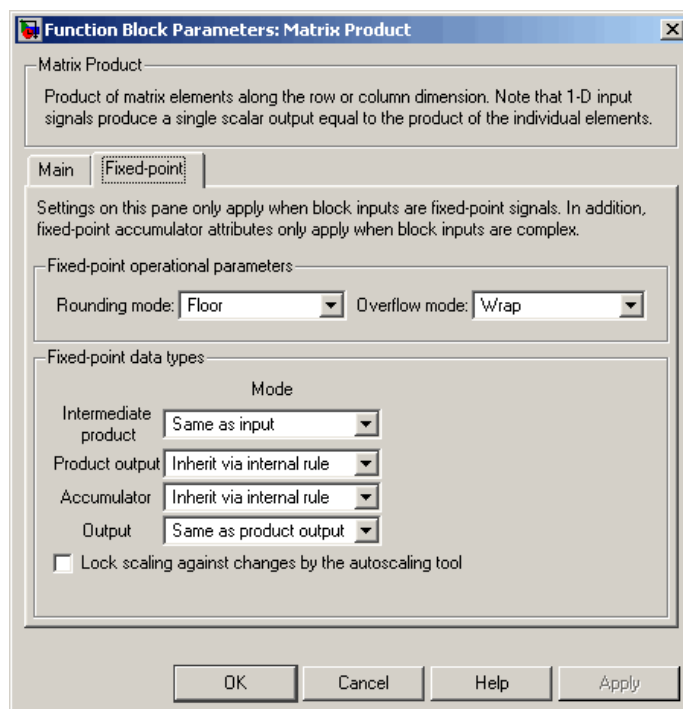 Function Block Parameters: Matrix Product
Matrix Product
Product of matrix elements along the row or column dimension. Note that 1-D input
signals produce a single scalar output equal to the product of the individual elements.
Main Fixed-point
Settings on this pane only apply when block inputs are fixed-point signals. In addition,
fixed-point accumulator attributes only apply when block inputs are complex.
Fixed-point operational parameters
Rounding mode: Floor Overflow mode: Wrap
Fixed-point data types
Mode
Intermediate
product Same as input
Product output Inherit via internal rule
Accumulator Inherit via internal rule
Output Same as product output
Lock scaling against changes by the autoscaling tool
OK Cancel Help Apply